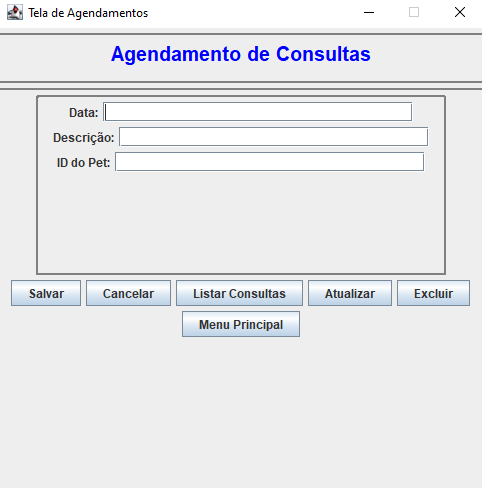 Tela de Agendamentos
Agendamento de Consultas
Data:
Descrição:
ID do Pet:
Salvar Cancelar Listar Consultas Atualizar Excluir
Menu Principal